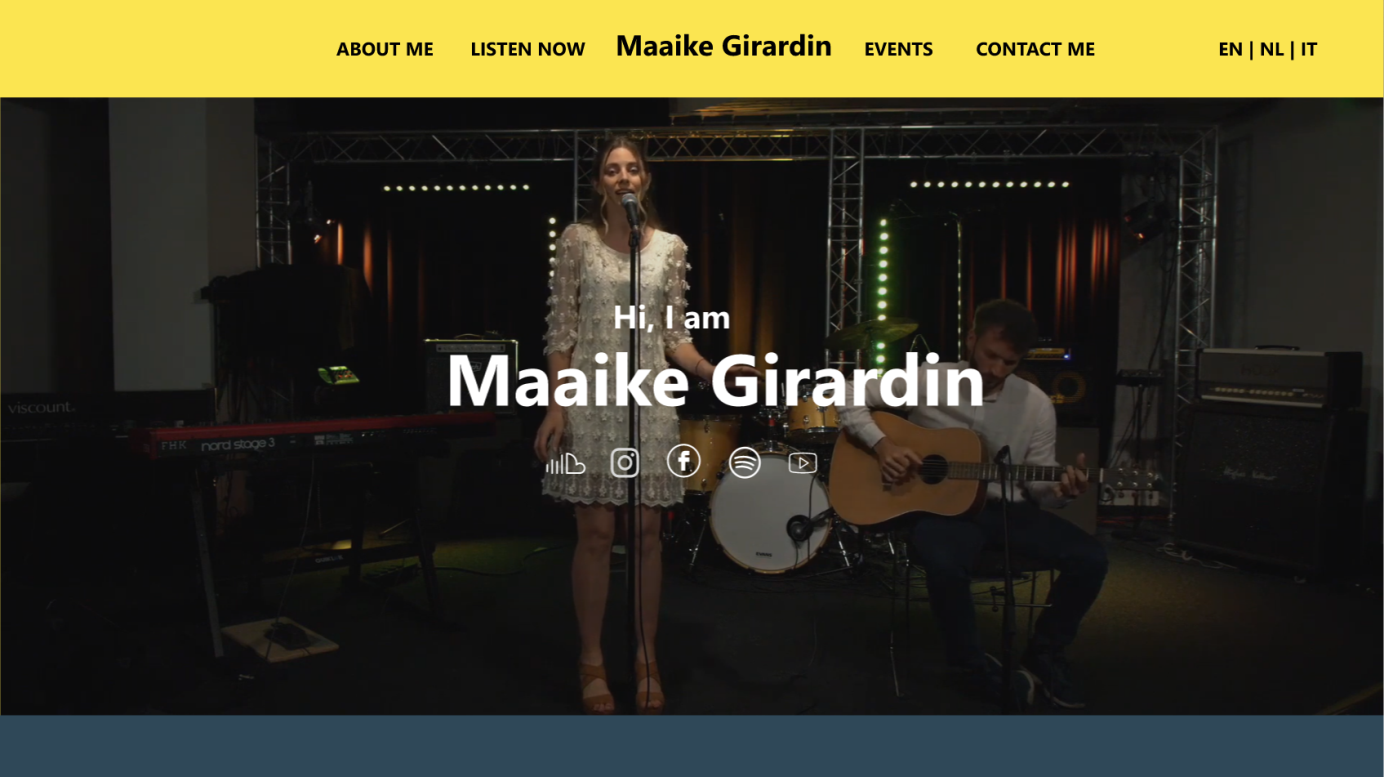 ABOUT ME LISTEN NOW Maaike Girardin EVENTS CONTACT ME EN | NL | IT
Hi, I am
Maaike Girardin
viscount
FHK nord stage 3